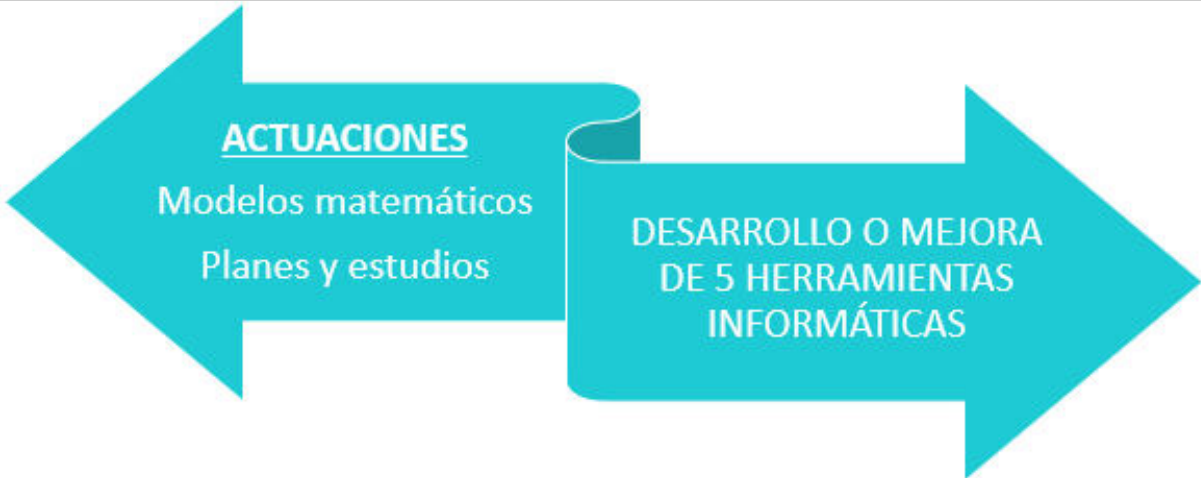 ACTUACIONES
Modelos matemáticos
Planes y estudios
DESARROLLO O MEJORA
DE 5 HERRAMIENTAS
INFORMÁTICAS